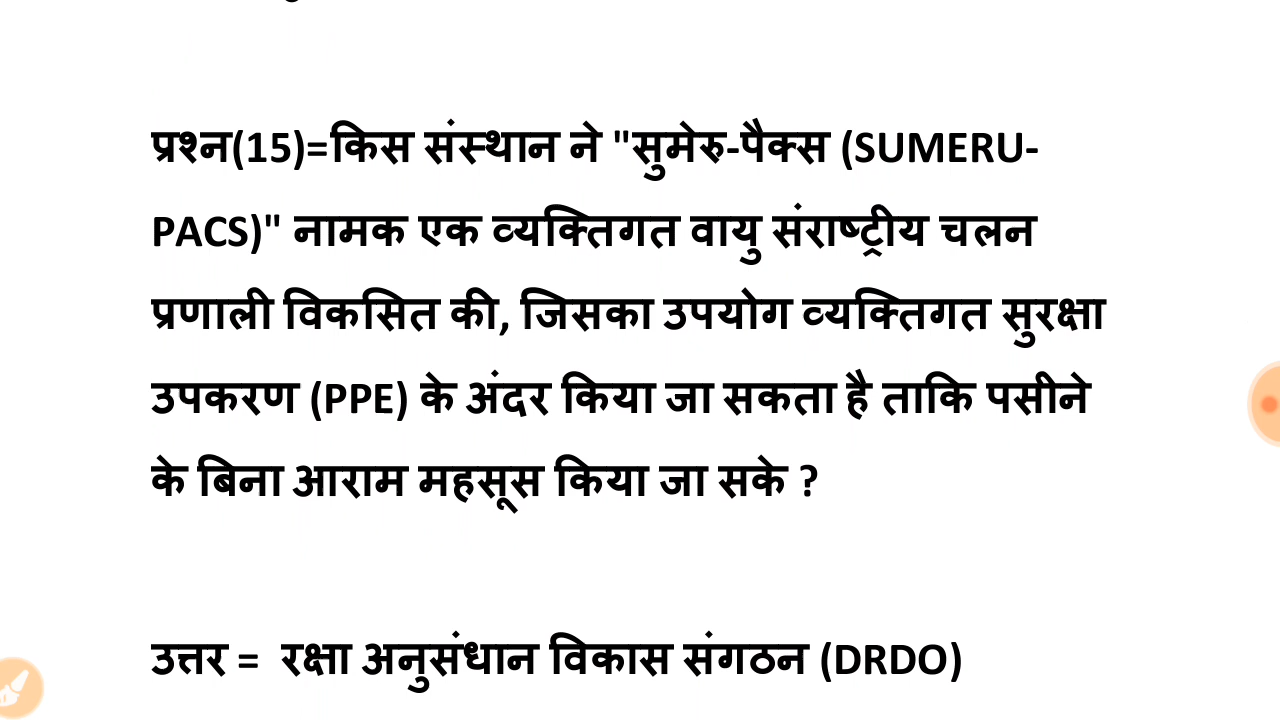 प्रश्न(15)=किस संस्थान ने "सुमेरु-पैक्स (SUMERU-
PACS)" नामक एक व्यक्तिगत वायु संराष्ट्रीय चलन
प्रणाली विकसित की, जिसका उपयोग व्यक्तिगत सुरक्षा
उपकरण (PPE) के अंदर किया जा सकता है ताकि पसीने
के बिना आराम महसूस किया जा सके ?
उत्तर = रक्षा अनुसंधान विकास संगठन (DRDO)